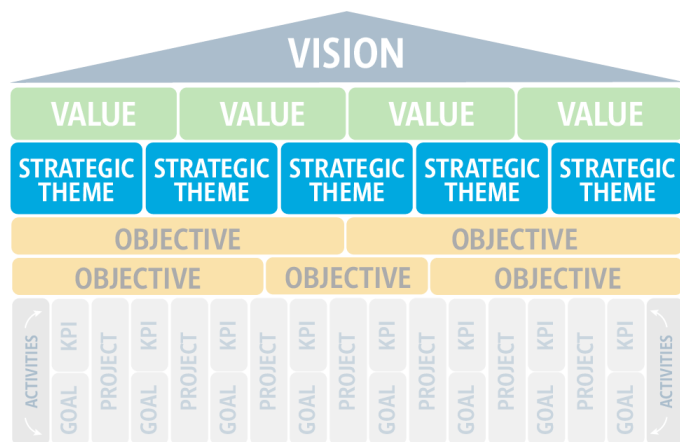 VISION
VALUE VALUE VALUE VALUE
STRATEGIC THEME
STRATEGIC THEME
STRATEGIC THEME
STRATEGIC THEME
STRATEGIC THEME
OBJECTIVE OBJECTIVE
OBJECTIVE OBJECTIVE OBJECTIVE
ACTIVITIES
KPI
GOAL
PROJECT
KPI
GOAL
PROJECT
KPI
GOAL
PROJECT
KPI
GOAL
PROJECT
KPI
GOAL
PROJECT
KPI
GOAL
PROJECT
KPI
GOAL
PROJECT
KPI
GOAL
ACTIVITIES